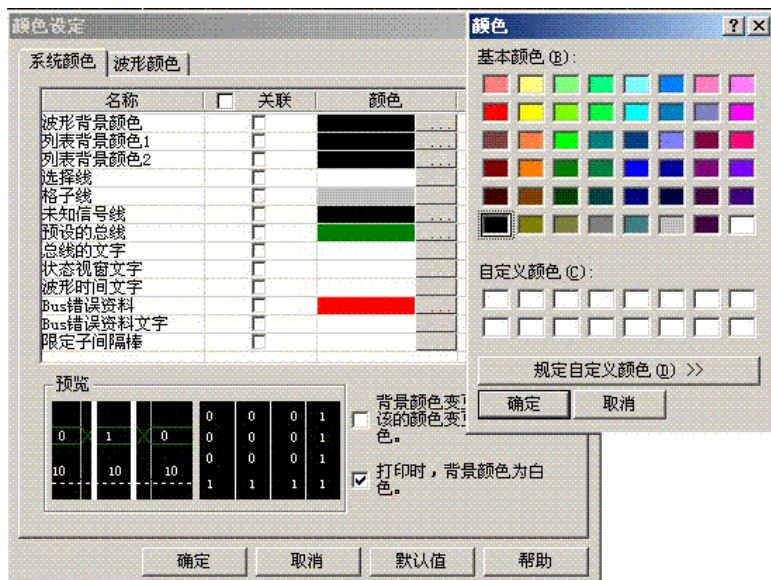 颜色设定
系统颜色
波形颜色
名称 关联 颜色
波形背景颜色
列表背景颜色1
列表背景颜色2
选择线
格子线
未知信号线
预设的总线
总线的文字
状态视窗文字
波形时间文字
Bus错误资料
Bus错误资料文字
限定子间隔棒
预览
0 1 0
10 10 10
0 0 0 1
0 0 0 1
0 0 0 1
1 1 1 1
背景颜色变
该的颜色变
色。
打印时，背景颜色为白
色。
确定 取消 默认值 帮助
颜色
基本颜色(B):
自定义颜色(C):
规定自定义颜色(D) >>
确定 取消